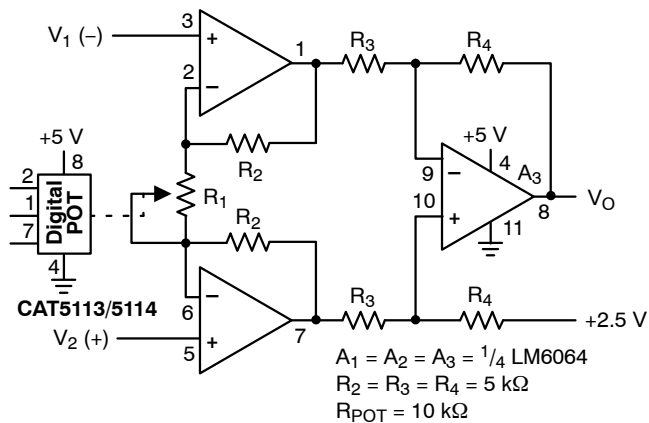 V1 (–)
3
+
1
R3
R4
2
–
+5 V
8
R2
+5 V
4
A3
9
–
2
1
7
Digital
POT
R1
10
+
8
VO
11
R2
4
CAT5113/5114
–
6
R3
R4
+2.5 V
7
V2 (+)
5
+
A1 = A2 = A3 = 1/4 LM6064
R2 = R3 = R4 = 5 kΩ
RPOT = 10 kΩ